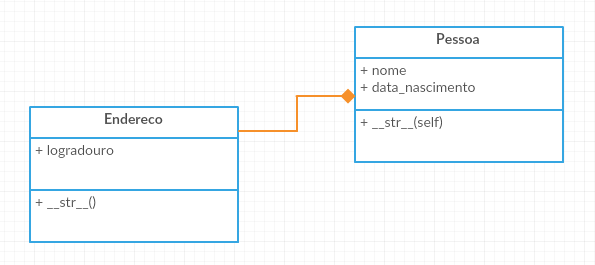 Pessoa
+ nome
+ data_nascimento
+ __str__(self)
Endereco
+ logradouro
+ __str__()